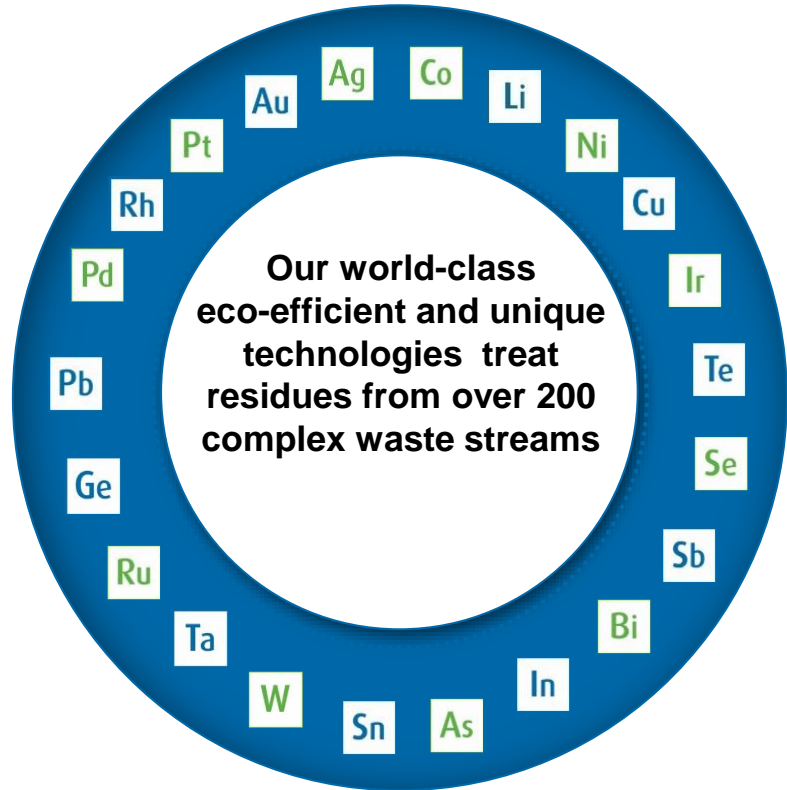 Ag
Co
Au
Li
Pt
Ni
Rh
Cu
Pd
Ir
Our world-class
eco-efficient and unique
technologies treat
residues from over 200
complex waste streams
Pb
Te
Ge
Se
Ru
Sb
Ta
Bi
W
In
Sn
As